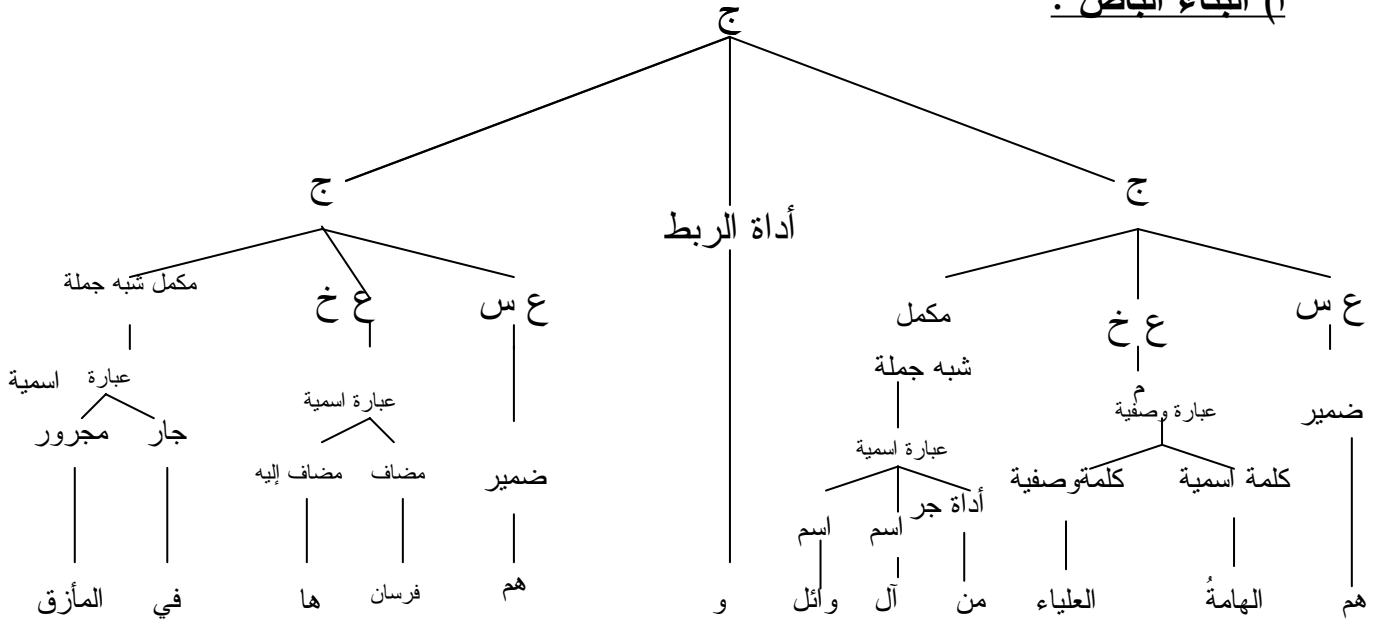 أ) البناء الباطن :
ج
ج أداة الربط ج
ع س ع خ مكمل شبه جملة ع س ع خ مكمل شبه جملة
ضمير م عبارة وصفية عبارة اسمية ضمير عبارة اسمية عبارة اسمية
كلمة اسمية كلمة وصفية أداة جر اسم اسم مضاف مضاف إليه جار مجرور
هم الهامةُ العلياء من آل وائل و هم فرسان ها في المأزق